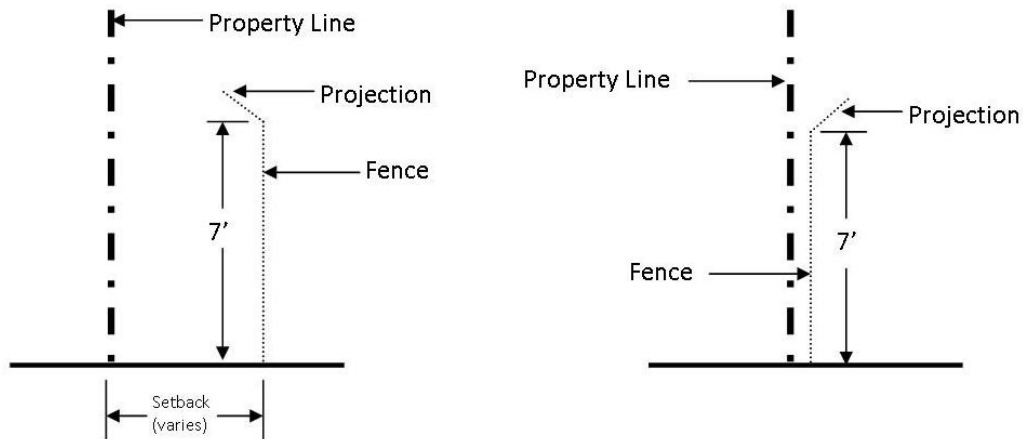 Property Line
Projection
Fence
7’
Setback
(varies)
Property Line
Projection
7’
Fence